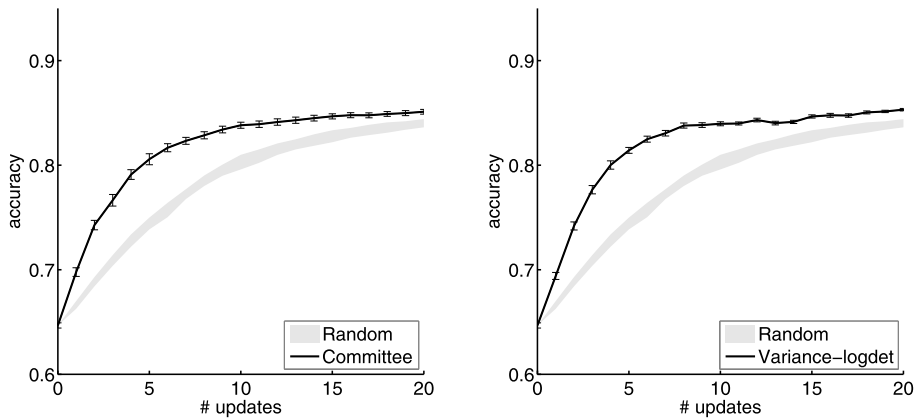 accuracy
0.9
0.8
0.7
0.6
0
5
10
15
20
# updates
Random
Committee
accuracy
0.9
0.8
0.7
0.6
0
5
10
15
20
# updates
Random
Variance-logdet